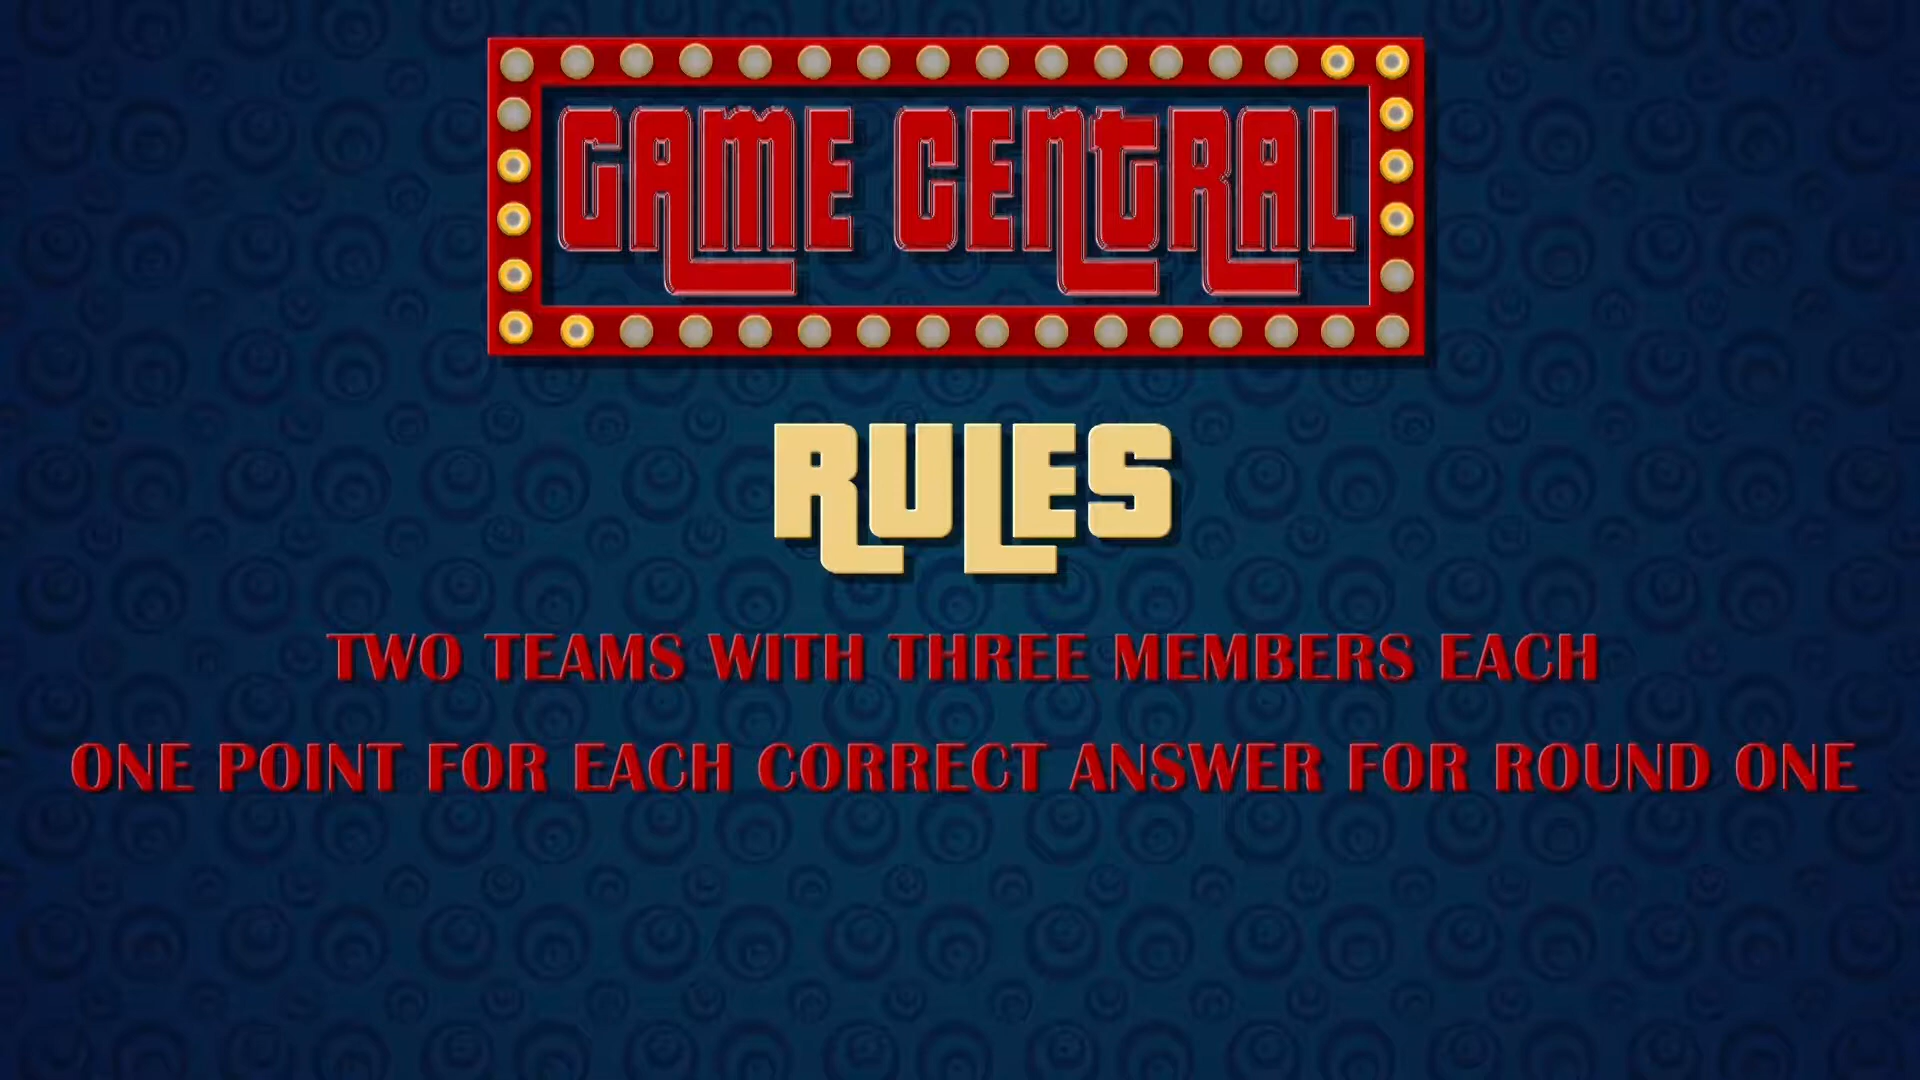 GAME CENTRAL
RULES
TWO TEAMS WITH THREE MEMBERS EACH
ONE POINT FOR EACH CORRECT ANSWER FOR ROUND ONE